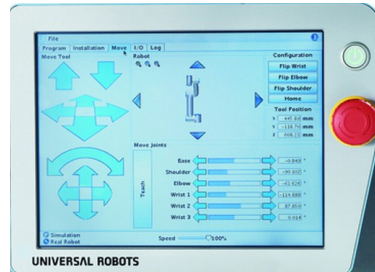 File
Program Installation Move I/O Log
Move Tool
Robot
Configuration
Flip Wrist
Flip Elbow
Flip Shoulder
Home
Tool Position
X mm
Y mm
Z mm
Move Joints
Teach
Base
Shoulder
Elbow
Wrist 1
Wrist 2
Wrist 3
Simulation
Real Robot
Speed 100%
UNIVERSAL ROBOTS